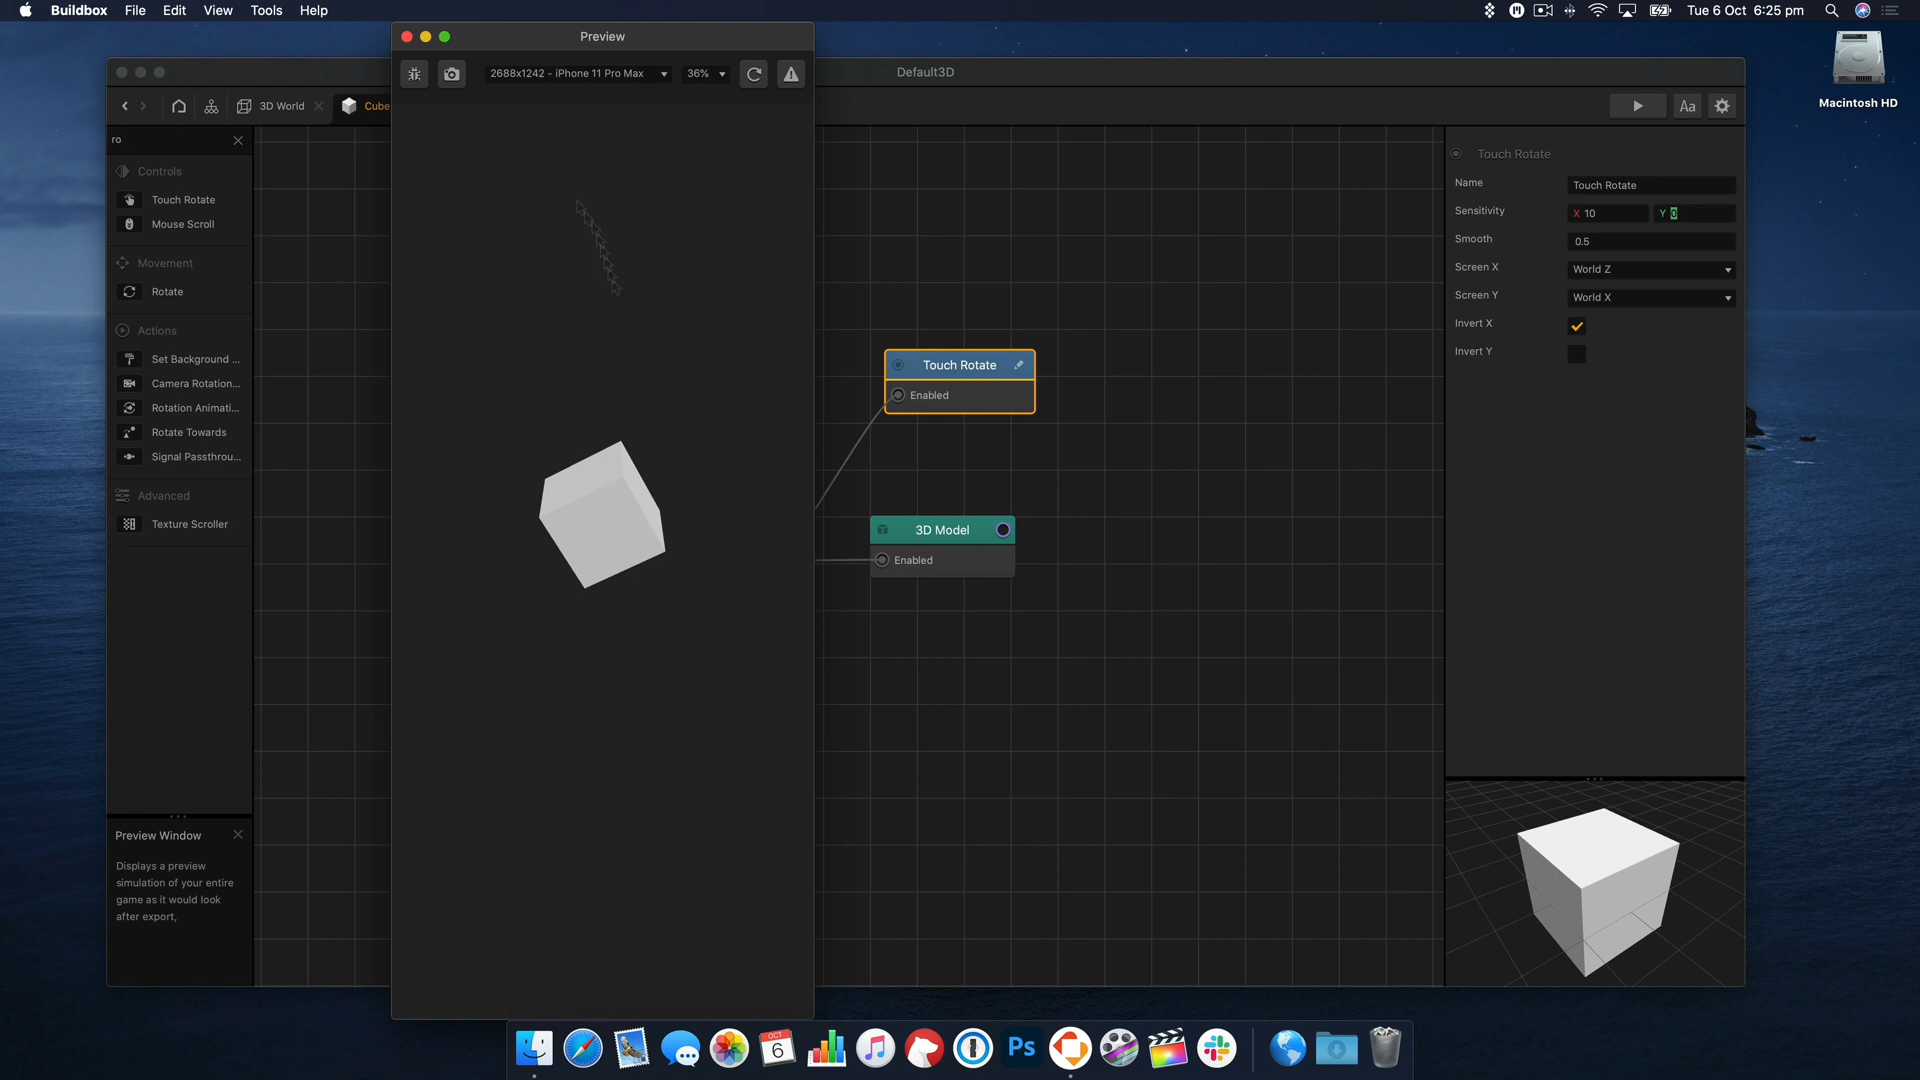 Buildbox File Edit View Tools Help
Tue 6 Oct 6:25 pm
Macintosh HD
Preview
2688x1242 - iPhone 11 Pro Max 36%
Default3D
3D World
Cube
Aa
ro
Controls
Touch Rotate
Mouse Scroll
Movement
Rotate
Actions
Set Background ...
Camera Rotation...
Rotation Animati...
Rotate Towards
Signal Passthrou...
Advanced
Texture Scroller
Preview Window
Displays a preview
simulation of your entire
game as it would look
after export,
Touch Rotate
Enabled
3D Model
Enabled
Touch Rotate
Name Touch Rotate
Sensitivity X 10 Y 0
Smooth 0.5
Screen X World Z
Screen Y World X
Invert X
Invert Y
OCT
6
Ps